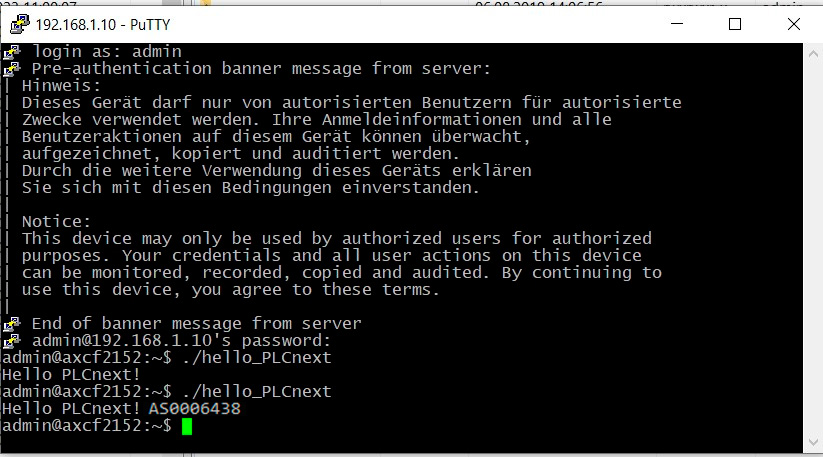 192.168.1.10 - PuTTY
login as: admin
Pre-authentication banner message from server:
| Hinweis:
| Dieses Gerät darf nur von autorisierten Benutzern für autorisierte
| Zwecke verwendet werden. Ihre Anmeldeinformationen und alle
| Benutzeraktionen auf diesem Gerät können überwacht,
| aufgezeichnet, kopiert und auditiert werden.
| Durch die weitere Verwendung dieses Geräts erklären
| Sie sich mit diesen Bedingungen einverstanden.
|
| Notice:
| This device may only be used by authorized users for authorized
| purposes. Your credentials and all user actions on this device
| can be monitored, recorded, copied and audited. By continuing to
| use this device, you agree to these terms.
|
End of banner message from server
admin@192.168.1.10's password:
admin@axcf2152:~$ ./hello_PLCnext
Hello PLCnext!
admin@axcf2152:~$ ./hello_PLCnext
Hello PLCnext! AS0006438
admin@axcf2152:~$